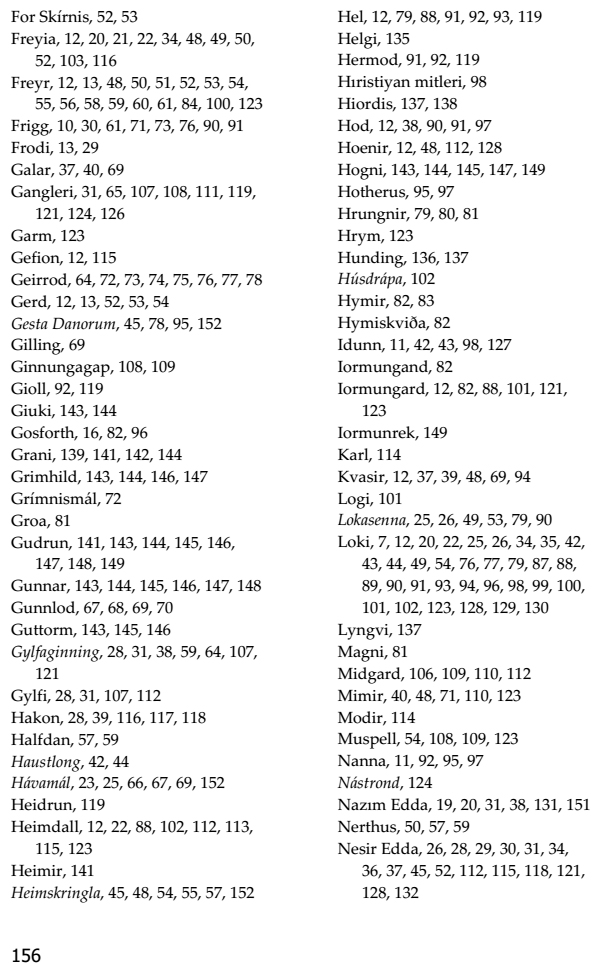 For Skírnis, 52, 53
Freyia, 12, 20, 21, 22, 34, 48, 49, 50,
52, 103, 116
Freyr, 12, 13, 48, 50, 51, 52, 53, 54,
55, 56, 58, 59, 60, 61, 84, 100, 123
Frigg, 10, 30, 61, 71, 73, 76, 90, 91
Frodi, 13, 29
Galar, 37, 40, 69
Gangleri, 31, 65, 107, 108, 111, 119,
121, 124, 126
Garm, 123
Gefion, 12, 115
Geirrod, 64, 72, 73, 74, 75, 76, 77, 78
Gerd, 12, 13, 52, 53, 54
Gesta Danorum, 45, 78, 95, 152
Gilling, 69
Ginnungagap, 108, 109
Gioll, 92, 119
Giuki, 143, 144
Gosforth, 16, 82, 96
Grani, 139, 141, 142, 144
Grimhild, 143, 144, 146, 147
Grímnismál, 72
Groa, 81
Gudrun, 141, 143, 144, 145, 146,
147, 148, 149
Gunnar, 143, 144, 145, 146, 147, 148
Gunnlod, 67, 68, 69, 70
Guttorm, 143, 145, 146
Gylfaginning, 28, 31, 38, 59, 64, 107,
121
Gylfi, 28, 31, 107, 112
Hakon, 28, 39, 116, 117, 118
Halfdan, 57, 59
Haustlong, 42, 44
Hávamál, 23, 25, 66, 67, 69, 152
Heidrun, 119
Heimdall, 12, 22, 88, 102, 112, 113,
115, 123
Heimir, 141
Heimskringla, 45, 48, 54, 55, 57, 152
Hel, 12, 79, 88, 91, 92, 93, 119
Helgi, 135
Hermod, 91, 92, 119
Hıristiyan mitleri, 98
Hiordis, 137, 138
Hod, 12, 38, 90, 91, 97
Hoenir, 12, 48, 112, 128
Hogni, 143, 144, 145, 147, 149
Hotherus, 95, 97
Hrungnir, 79, 80, 81
Hrym, 123
Hunding, 136, 137
Húsdrápa, 102
Hymir, 82, 83
Hymiskviða, 82
Idunn, 11, 42, 43, 98, 127
Iormungand, 82
Iormungard, 12, 82, 88, 101, 121,
123
Iormunrek, 149
Karl, 114
Kvasir, 12, 37, 39, 48, 69, 94
Logi, 101
Lokasenna, 25, 26, 49, 53, 79, 90
Loki, 7, 12, 20, 22, 25, 26, 34, 35, 42,
43, 44, 49, 54, 76, 77, 79, 87, 88,
89, 90, 91, 93, 94, 96, 98, 99, 100,
101, 102, 123, 128, 129, 130
Lyngvi, 137
Magni, 81
Midgard, 106, 109, 110, 112
Mimir, 40, 48, 71, 110, 123
Modir, 114
Muspell, 54, 108, 109, 123
Nanna, 11, 92, 95, 97
Nástrond, 124
Nazım Edda, 19, 20, 31, 38, 131, 151
Nerthus, 50, 57, 59
Nesir Edda, 26, 28, 29, 30, 31, 34,
36, 37, 45, 52, 112, 115, 118, 121,
128, 132
156